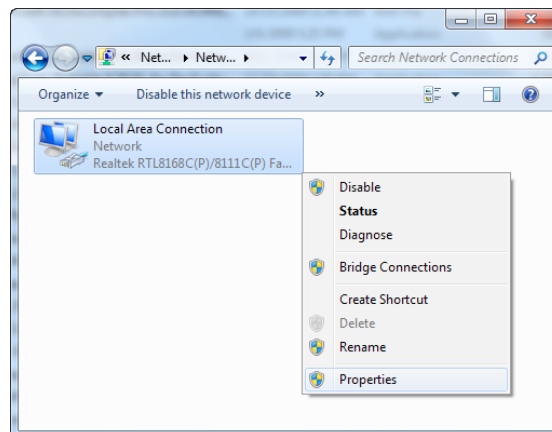 « Net... ▸ Netw... ▸
Search Network Connections
Organize ▾ Disable this network device »
Local Area Connection
Network
Realtek RTL8168C(P)/8111C(P) Fa...
Disable
Status
Diagnose
Bridge Connections
Create Shortcut
Delete
Rename
Properties